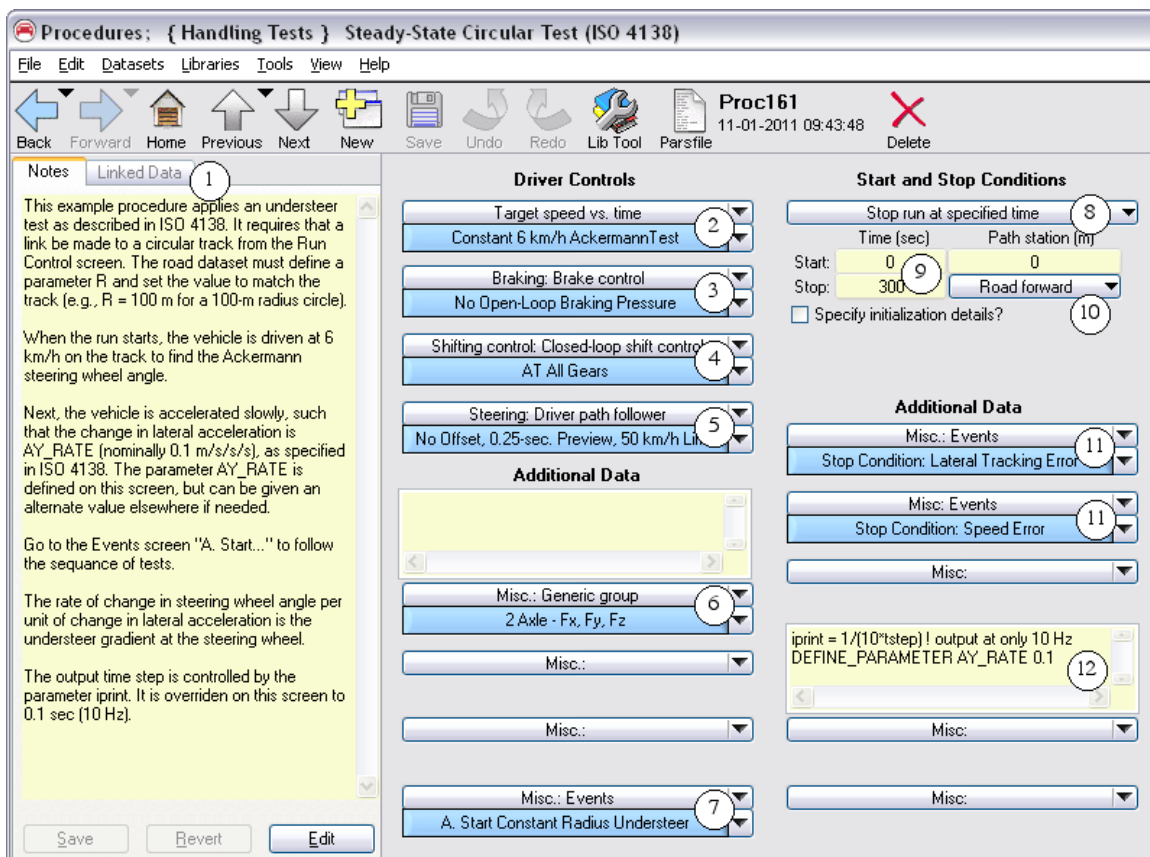 Procedures; { Handling Tests } Steady-State Circular Test (ISO 4138)
File Edit Datasets Libraries Tools View Help
Back Forward Home Previous Next New Save Undo Redo Lib Tool Parsfile
Proc161
11-01-2011 09:43:48
Delete
Notes Linked Data 1
This example procedure applies an understeer
test as described in ISO 4138. It requires that a
link be made to a circular track from the Run
Control screen. The road dataset must define a
parameter R and set the value to match the
track (e.g., R = 100 m for a 100-m radius circle).
When the run starts, the vehicle is driven at 6
km/h on the track to find the Ackermann
steering wheel angle.
Next, the vehicle is accelerated slowly, such
that the change in lateral acceleration is
AY_RATE (nominally 0.1 m/s/s/s), as specified
in ISO 4138. The parameter AY_RATE is
defined on this screen, but can be given an
alternate value elsewhere if needed.
Go to the Events screen "A. Start..." to follow
the sequence of tests.
The rate of change in steering wheel angle per
unit of change in lateral acceleration is the
understeer gradient at the steering wheel.
The output time step is controlled by the
parameter iprint. It is overriden on this screen to
0.1 sec (10 Hz).
Save Revert Edit
Driver Controls
Target speed vs. time
2
Constant 6 km/h AckermannTest
Braking: Brake control
3
No Open-Loop Braking Pressure
Shifting control: Closed-loop shift control
4
AT All Gears
Steering: Driver path follower
5
No Offset, 0.25-sec. Preview, 50 km/h Li
Additional Data
Misc.: Generic group
6
2 Axle - Fx, Fy, Fz
Misc.:
Misc.:
Misc.: Events
7
A. Start Constant Radius Understeer
Start and Stop Conditions
Stop run at specified time 8
Time (sec) Path station (m)
Start: 0 0
9
Stop: 300 Road forward
10
Specify initialization details?
Additional Data
Misc.: Events
11
Stop Condition: Lateral Tracking Error
Misc: Events
11
Stop Condition: Speed Error
Misc:
iprint = 1/(10*tstep) ! output at only 10 Hz
DEFINE_PARAMETER AY_RATE 0.1
12
Misc:
Misc: